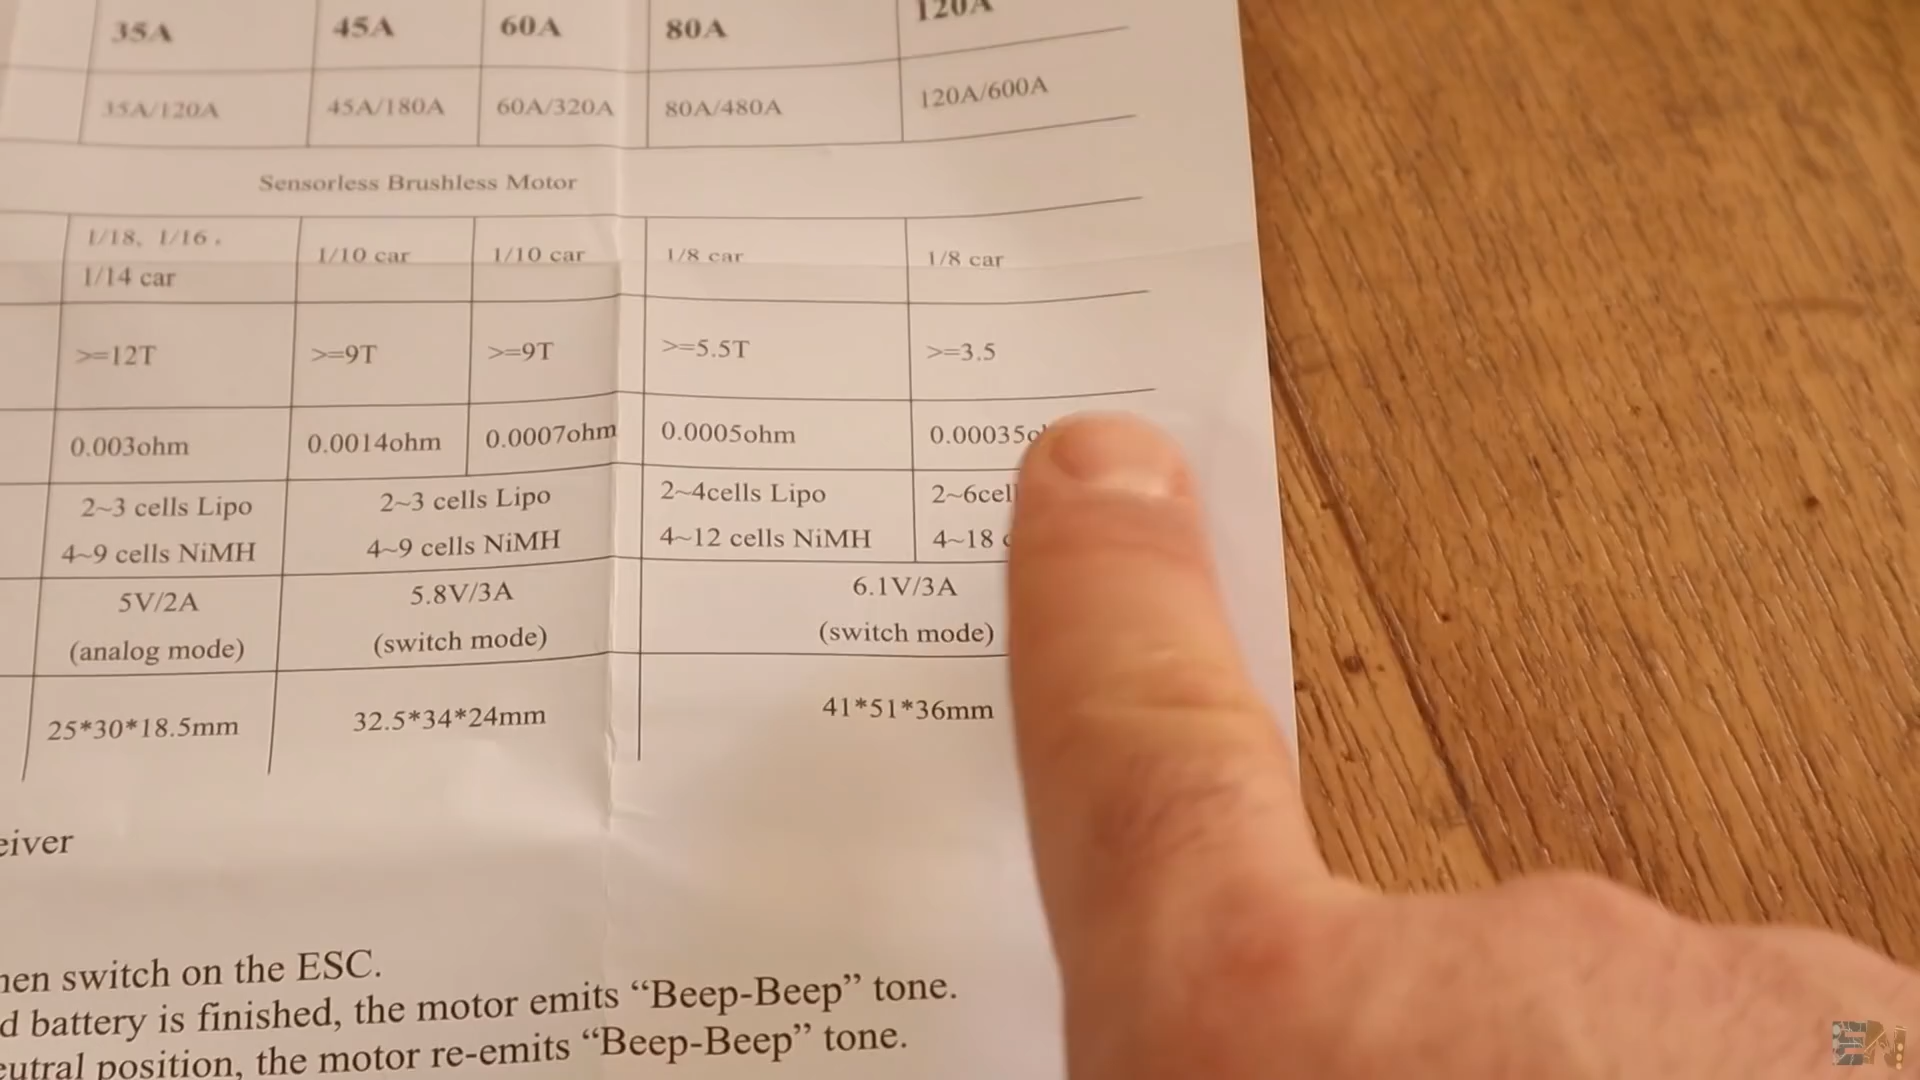 35A 45A 60A 80A 120A
35A/120A 45A/180A 60A/320A 80A/480A 120A/600A
Sensorless Brushless Motor
1/18, 1/16, 1/10 car 1/10 car 1/8 car 1/8 car
1/14 car
>=12T >=9T >=9T >=5.5T >=3.5
0.003ohm 0.0014ohm 0.0007ohm 0.0005ohm 0.00035o
2~3 cells Lipo 2~3 cells Lipo 2~4cells Lipo 2~6cel
4~9 cells NiMH 4~9 cells NiMH 4~12 cells NiMH 4~18
5V/2A 5.8V/3A 6.1V/3A
(analog mode) (switch mode) (switch mode)
25*30*18.5mm 32.5*34*24mm 41*51*36mm
eiver
hen switch on the ESC.
d battery is finished, the motor emits “Beep-Beep” tone.
eutral position, the motor re-emits “Beep-Beep” tone.